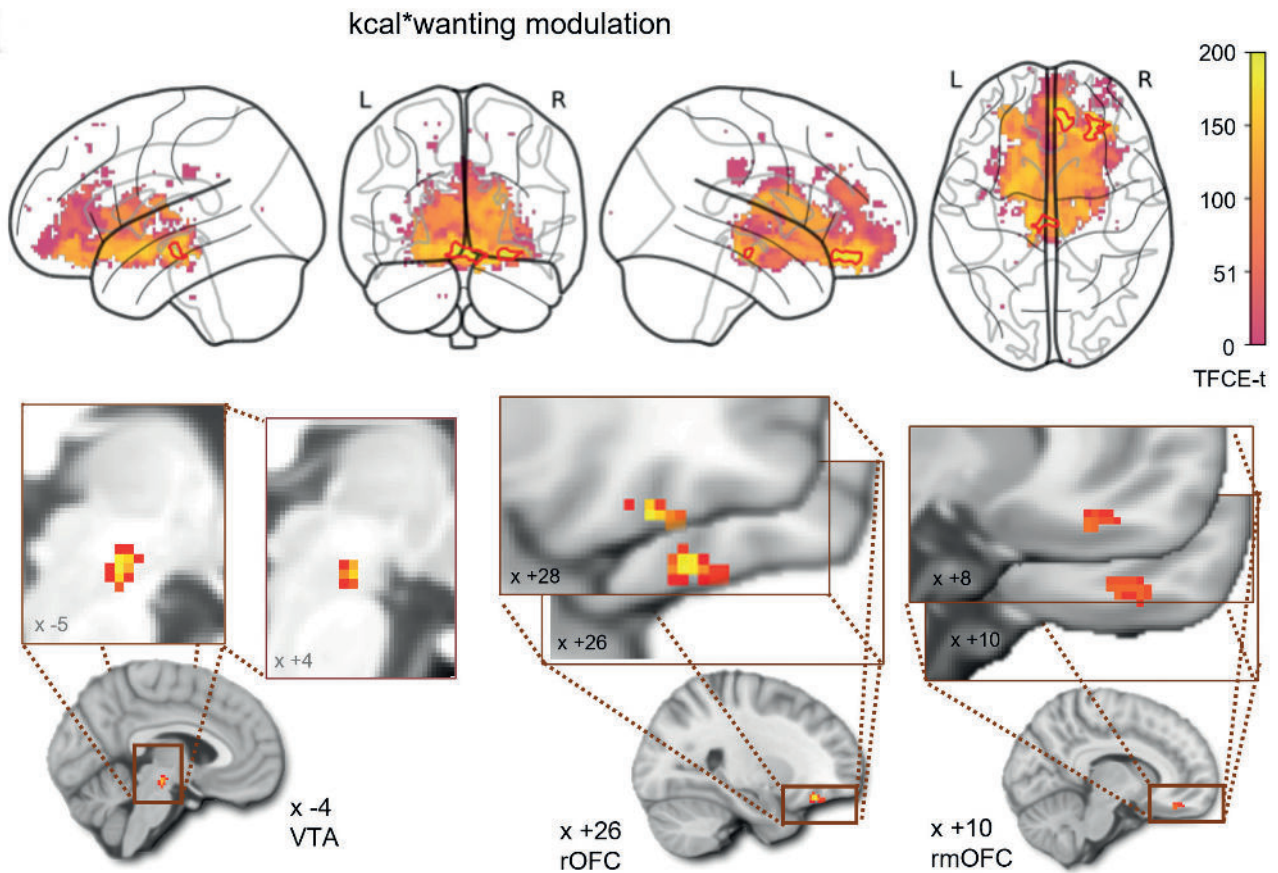 kcal*wanting modulation
L R
L R
200
150
100
51
0
TFCE-t
x -5
x +4
x +28
x +26
x +8
x +10
x -4
VTA
x +26
rOFC
x +10
rmOFC